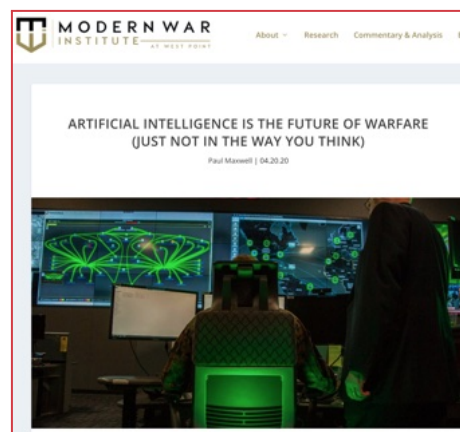 MODERN WAR
INSTITUTE AT WEST POINT
About Research Commentary & Analysis
ARTIFICIAL INTELLIGENCE IS THE FUTURE OF WARFARE
(JUST NOT IN THE WAY YOU THINK)
Paul Maxwell | 04.20.20